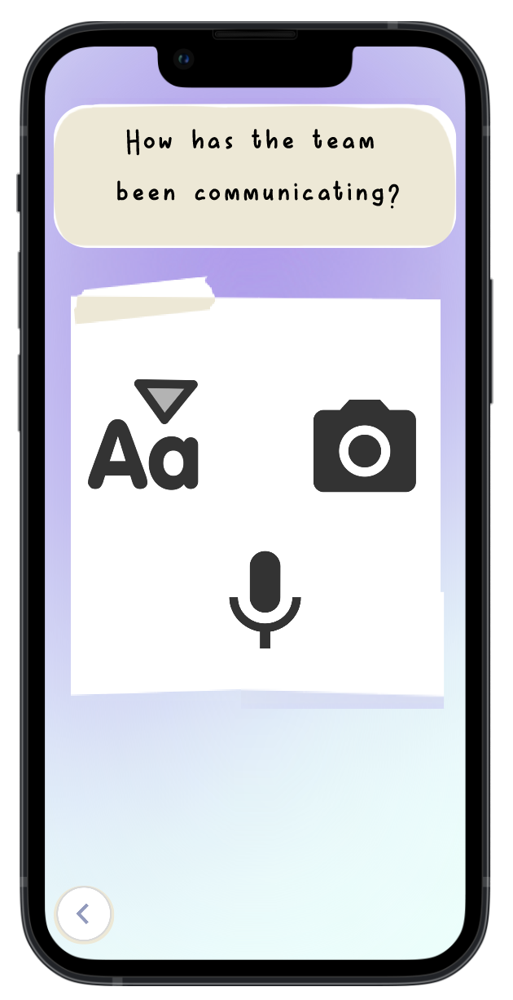 How has the team
been communicating?
Aa